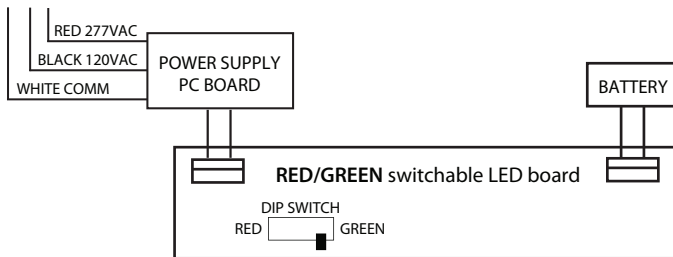 RED 277VAC
BLACK 120VAC
WHITE COMM
POWER SUPPLY
PC BOARD
BATTERY
RED/GREEN switchable LED board
DIP SWITCH
RED
GREEN